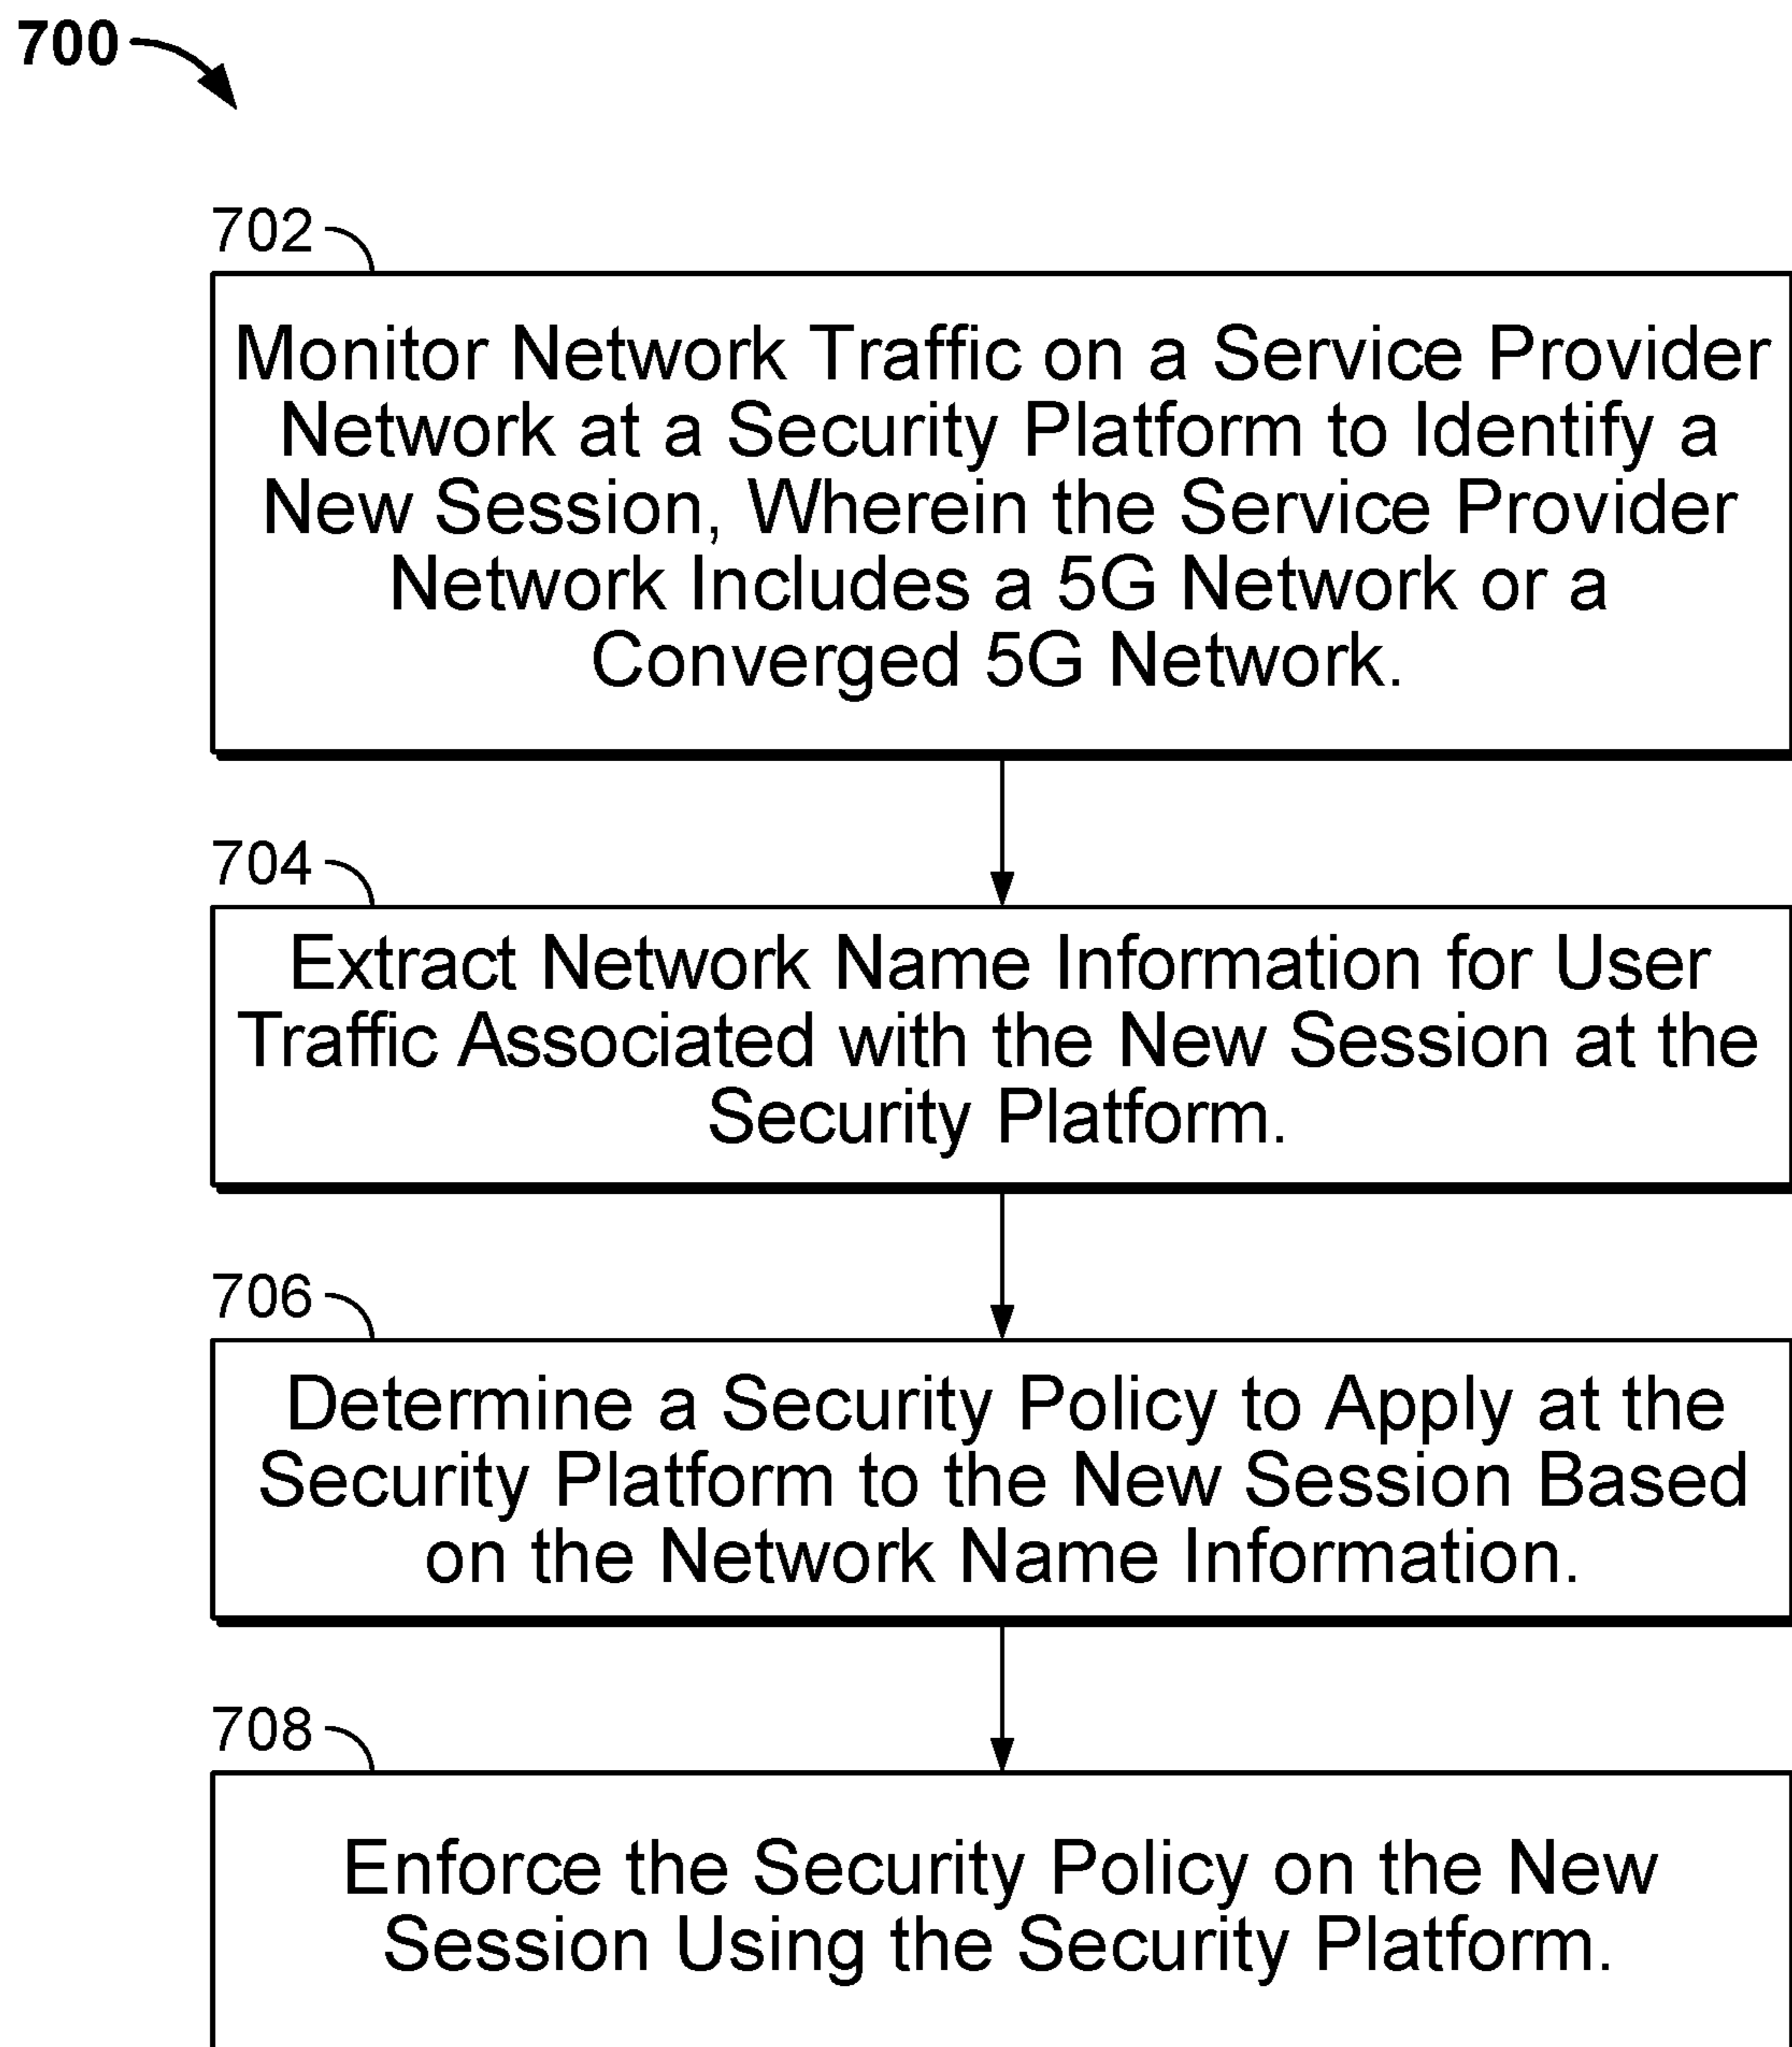 700
702
Monitor Network Traffic on a Service Provider
Network at a Security Platform to Identify a
New Session, Wherein the Service Provider
Network Includes a 5G Network or a
Converged 5G Network.
704
Extract Network Name Information for User
Traffic Associated with the New Session at the
Security Platform.
706
Determine a Security Policy to Apply at the
Security Platform to the New Session Based
on the Network Name Information.
708
Enforce the Security Policy on the New
Session Using the Security Platform.